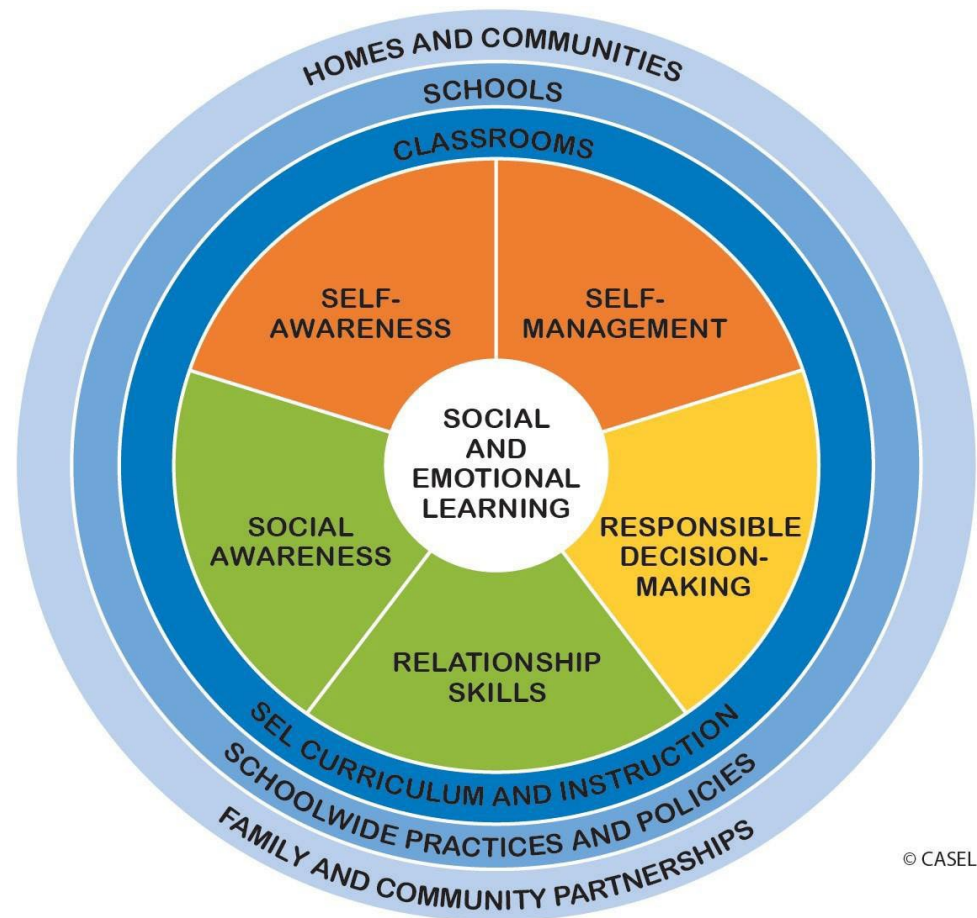 HOMES AND COMMUNITIES
SCHOOLS
CLASSROOMS
SELF-
AWARENESS
SELF-
MANAGEMENT
SOCIAL
AND
EMOTIONAL
LEARNING
SOCIAL
AWARENESS
RESPONSIBLE
DECISION-
MAKING
RELATIONSHIP
SKILLS
SEL CURRICULUM AND INSTRUCTION
SCHOOLWIDE PRACTICES AND POLICIES
FAMILY AND COMMUNITY PARTNERSHIPS
© CASEL